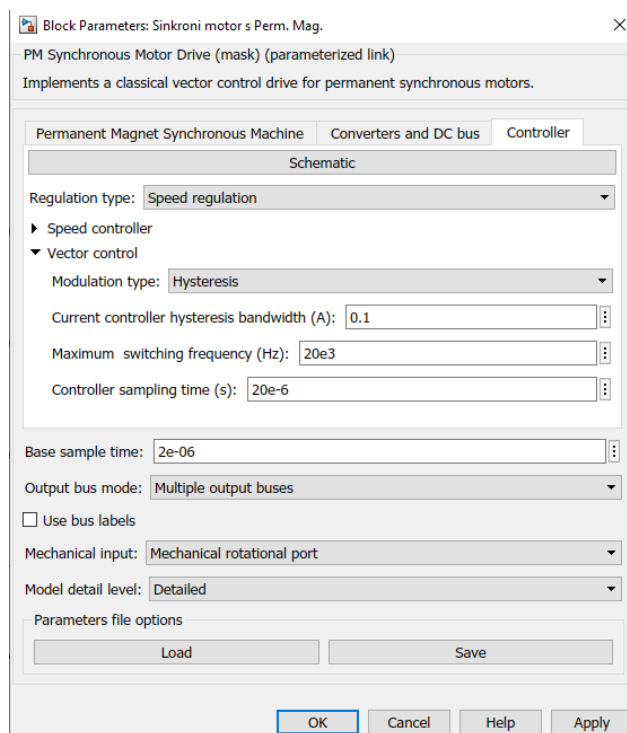 Block Parameters: Sinkroni motor s Perm. Mag.
PM Synchronous Motor Drive (mask) (parameterized link)
Implements a classical vector control drive for permanent synchronous motors.
Permanent Magnet Synchronous Machine Converters and DC bus Controller
Schematic
Regulation type: Speed regulation
Speed controller
Vector control
Modulation type: Hysteresis
Current controller hysteresis bandwidth (A): 0.1
Maximum switching frequency (Hz): 20e3
Controller sampling time (s): 20e-6
Base sample time: 2e-06
Output bus mode: Multiple output buses
Use bus labels
Mechanical input: Mechanical rotational port
Model detail level: Detailed
Parameters file options
Load Save
OK Cancel Help Apply